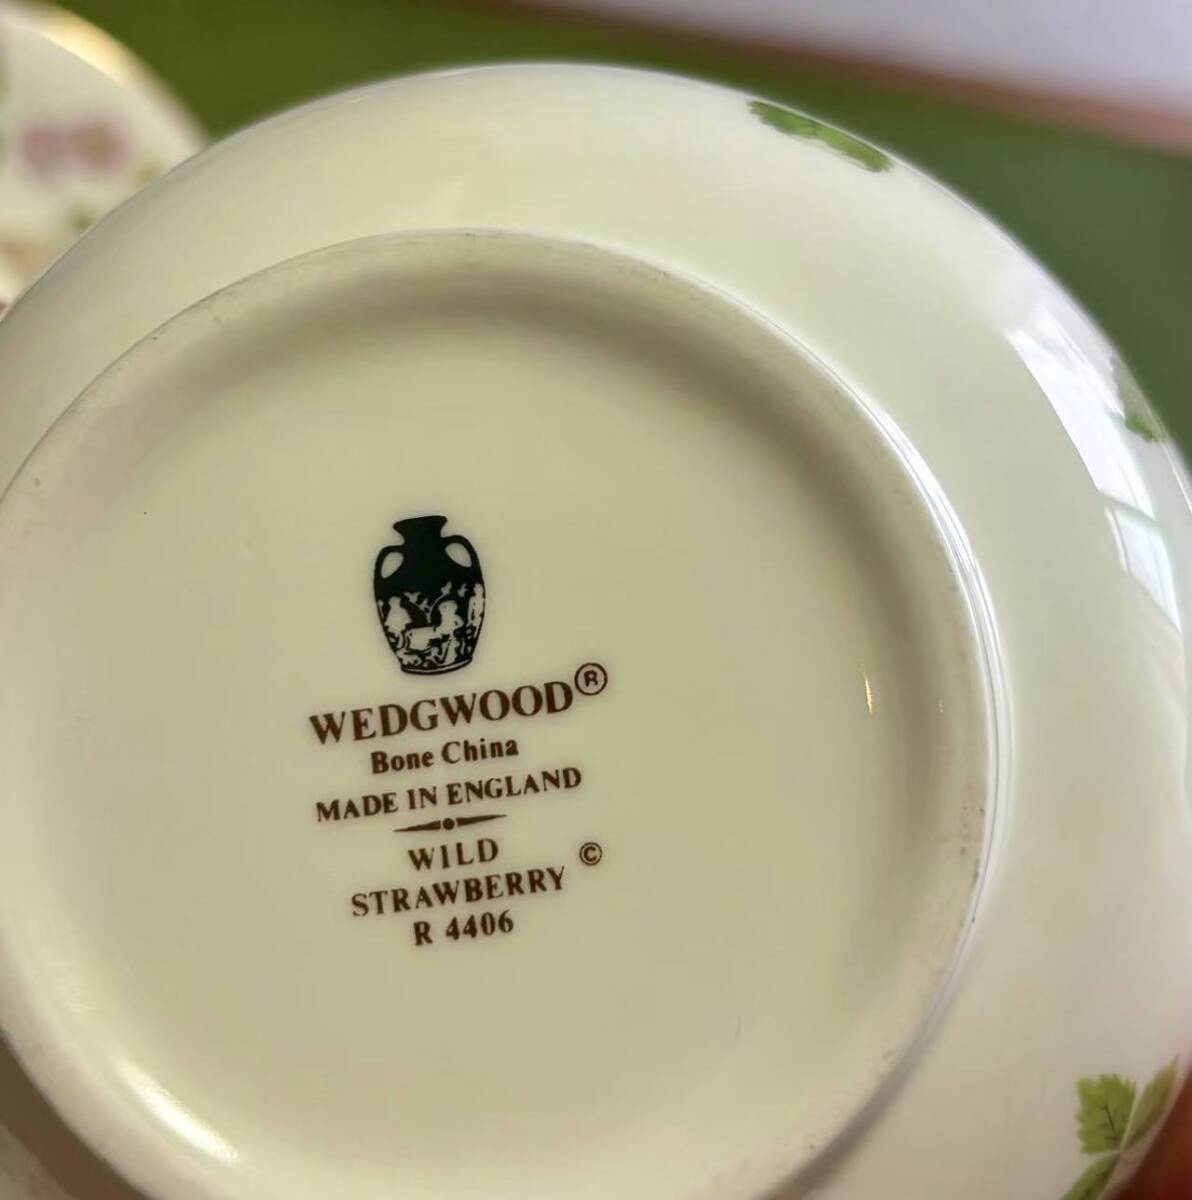 WEDGWOOD®
Bone China
MADE IN ENGLAND
WILD
STRAWBERRY ©
R 4406